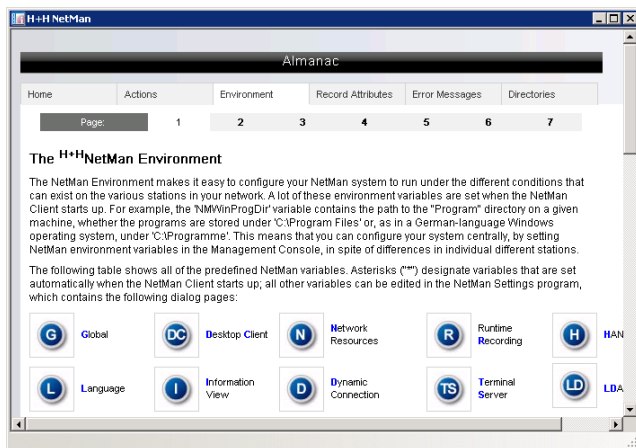 H+H NetMan
Almanac
Home Actions Environment Record Attributes Error Messages Directories
Page: 1 2 3 4 5 6 7
The H+HNetMan Environment
The NetMan Environment makes it easy to configure your NetMan system to run under the different conditions that
can exist on the various stations in your network. A lot of these environment variables are set when the NetMan
Client starts up. For example, the 'NMWinProgDir' variable contains the path to the "Program" directory on a given
machine, whether the programs are stored under 'C:\Program Files' or, as in a German-language Windows
operating system, under 'C:\Programme'. This means that you can configure your system centrally, by setting
NetMan environment variables in the Management Console, in spite of differences in individual different stations.
The following table shows all of the predefined NetMan variables. Asterisks ("*") designate variables that are set
automatically when the NetMan Client starts up; all other variables can be edited in the NetMan Settings program,
which contains the following dialog pages:
G Global DC Desktop Client N Network Resources R Runtime Recording H HAN
L Language I Information View D Dynamic Connection TS Terminal Server LD LDA